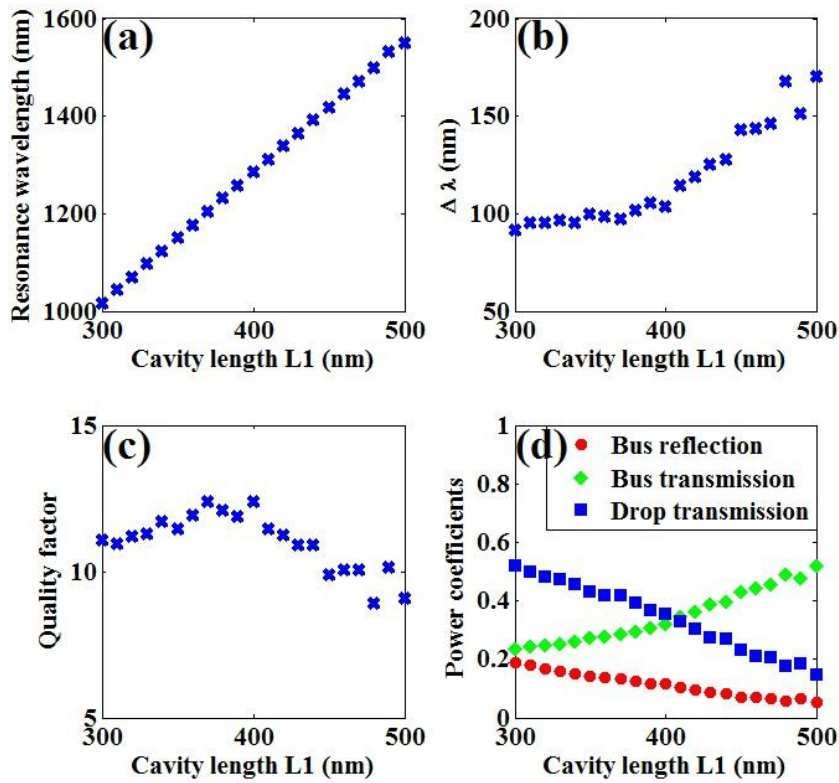 (a)
Resonance wavelength (nm)
1600
1400
1200
1000
300
400
500
Cavity length L1 (nm)
(b)
Δ λ (nm)
200
150
100
50
300
400
500
Cavity length L1 (nm)
(c)
Quality factor
15
10
5
300
400
500
Cavity length L1 (nm)
(d)
Power coefficients
1
0.8
0.6
0.4
0.2
0
Bus reflection
Bus transmission
Drop transmission
300
400
500
Cavity length L1 (nm)